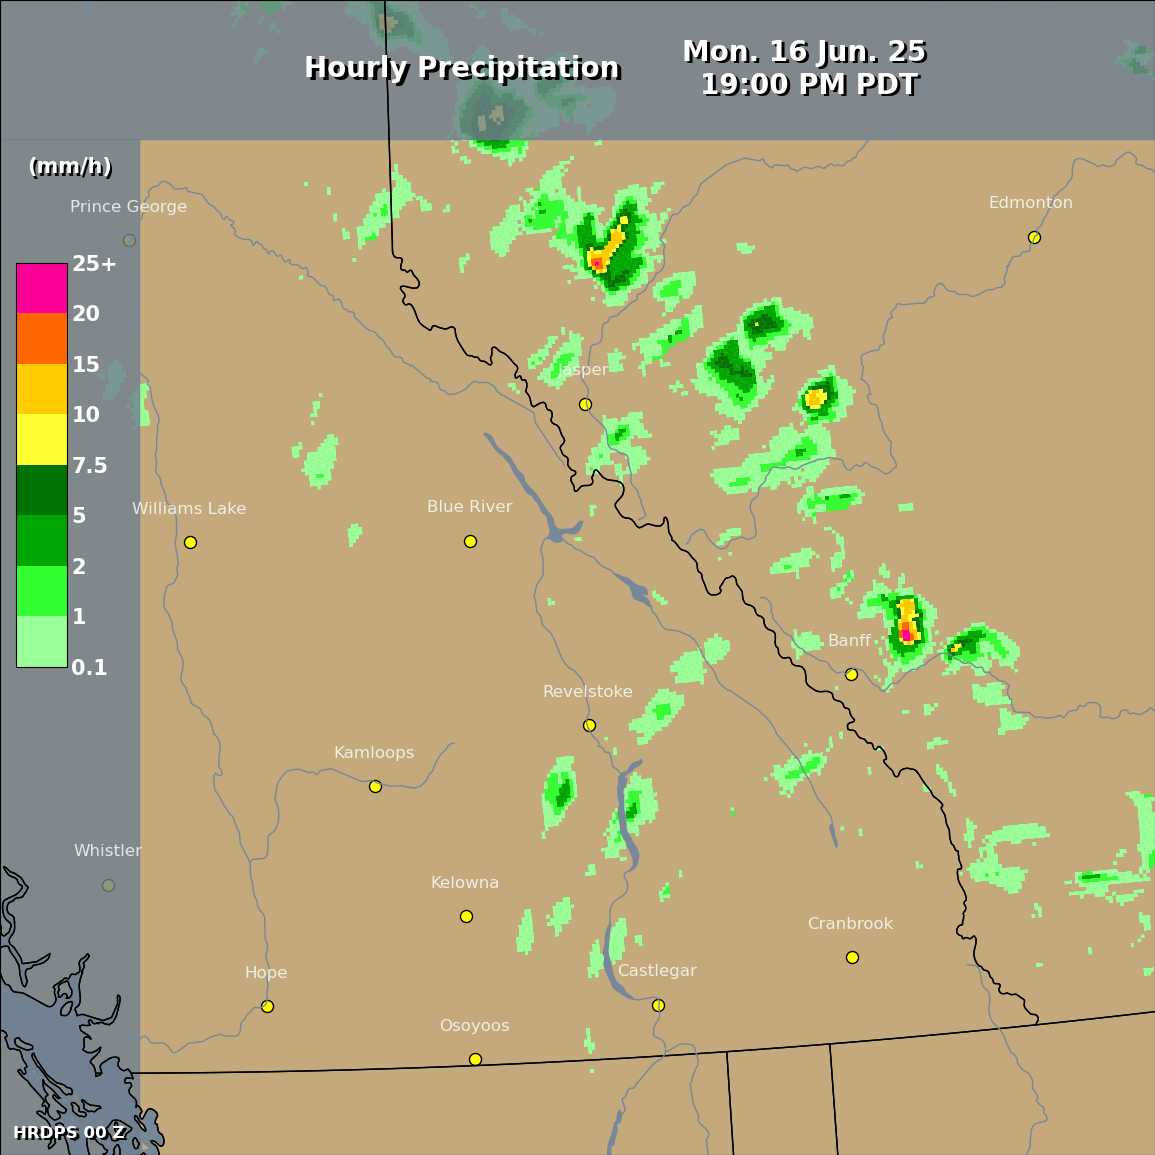 Hourly Precipitation
Mon. 16 Jun. 25
19:00 PM PDT
(mm/h)
25+
20
15
10
7.5
5
2
1
0.1
Prince George
Edmonton
Jasper
Williams Lake
Blue River
Banff
Revelstoke
Kamloops
Whistler
Kelowna
Cranbrook
Hope
Castlegar
Osoyoos
HRDPS 00 Z